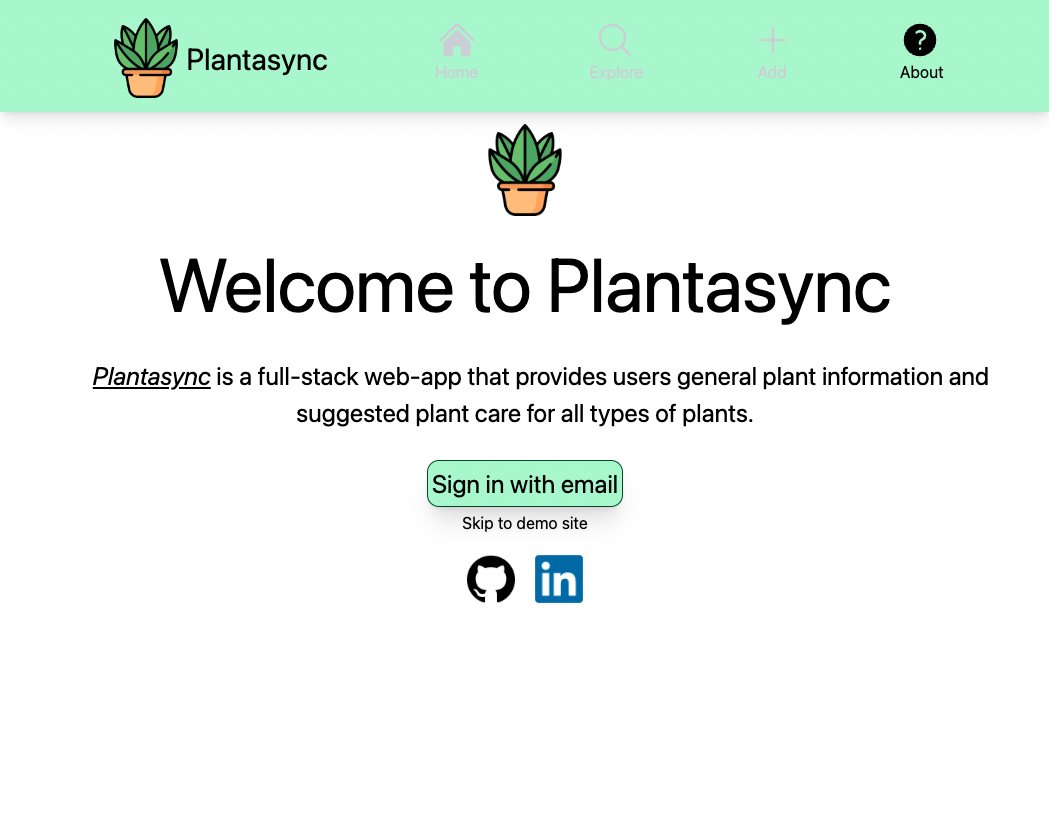 Plantasync
Home
Explore
Add
?
About
Welcome to Plantasync
Plantasync is a full-stack web-app that provides users general plant information and
suggested plant care for all types of plants.
Sign in with email
Skip to demo site
in